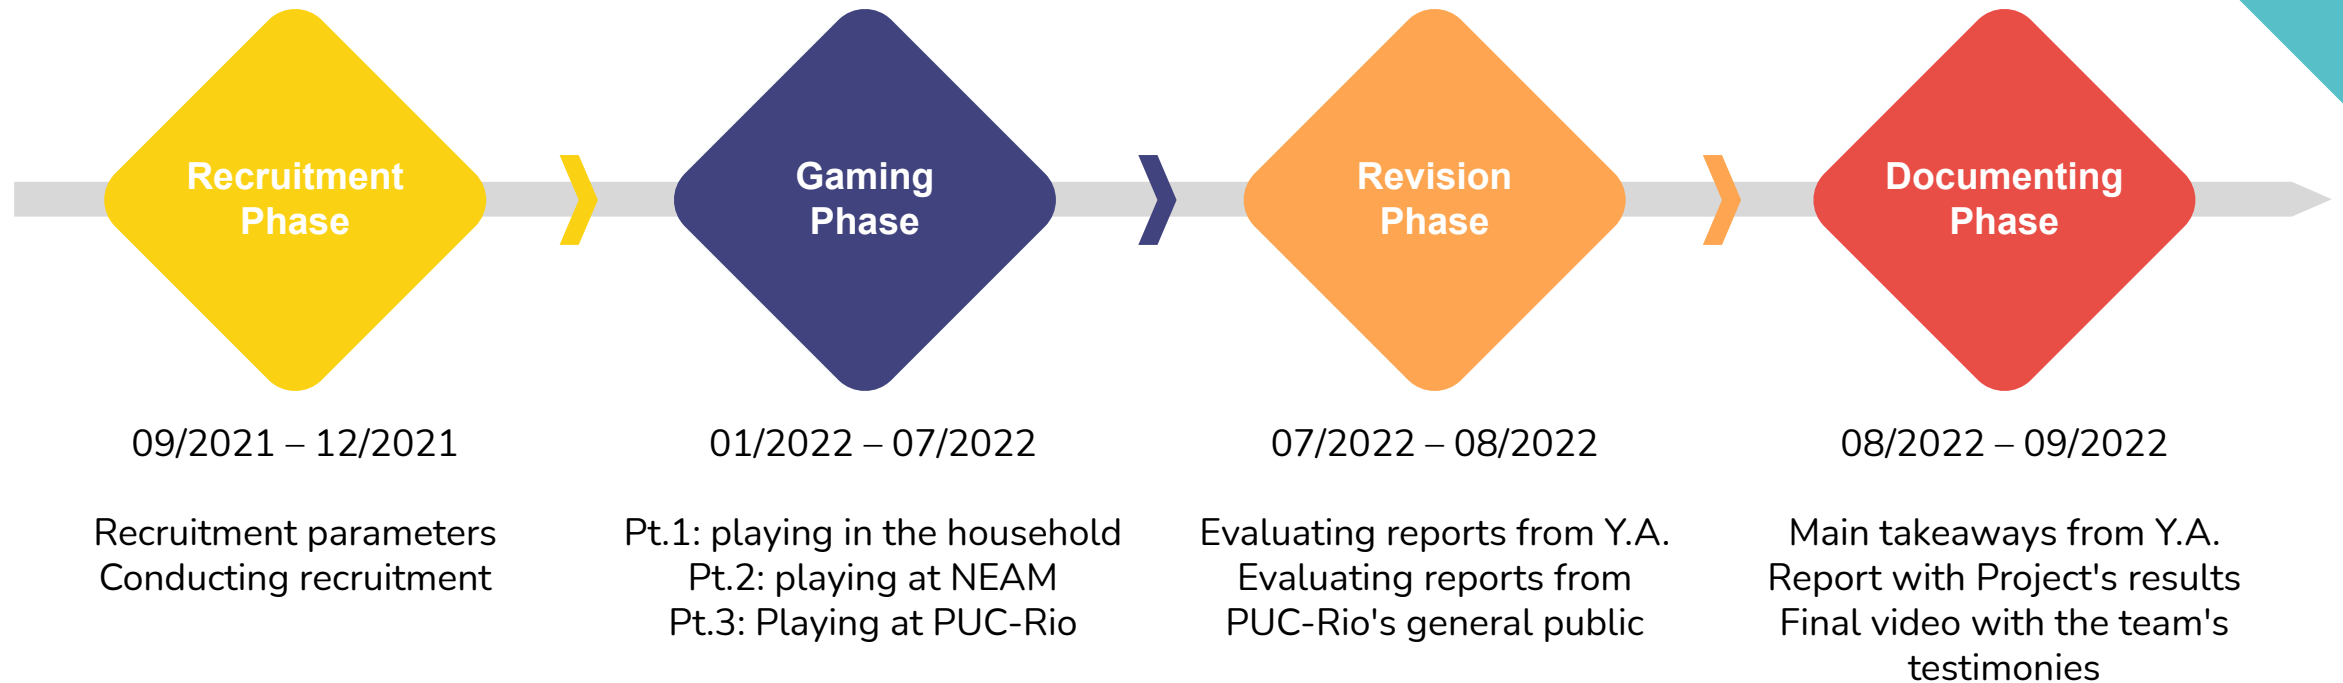 Recruitment
Phase
Gaming
Phase
Revision
Phase
Documenting
Phase
09/2021 – 12/2021
01/2022 – 07/2022
07/2022 – 08/2022
08/2022 – 09/2022
Recruitment parameters
Conducting recruitment
Pt.1: playing in the household
Pt.2: playing at NEAM
Pt.3: Playing at PUC-Rio
Evaluating reports from Y.A.
Evaluating reports from
PUC-Rio's general public
Main takeaways from Y.A.
Report with Project's results
Final video with the team's
testimonies